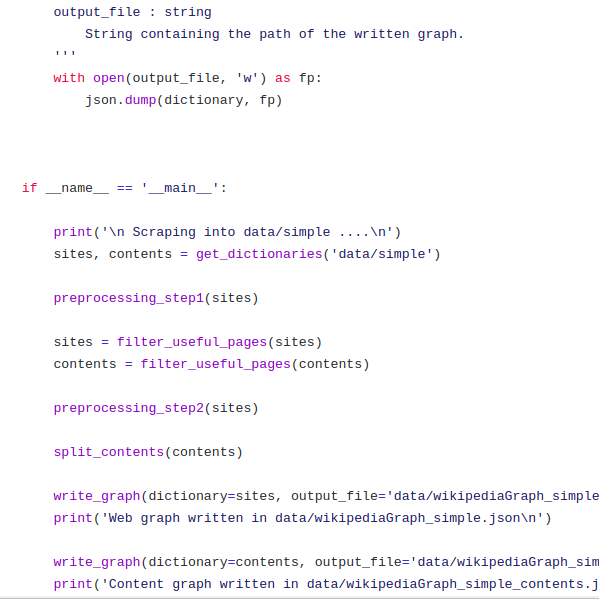 output_file : string
String containing the path of the written graph.
'''
with open(output_file, 'w') as fp:
json.dump(dictionary, fp)
if __name__ == '__main__':
print('\n Scraping into data/simple ....\n')
sites, contents = get_dictionaries('data/simple')
preprocessing_step1(sites)
sites = filter_useful_pages(sites)
contents = filter_useful_pages(contents)
preprocessing_step2(sites)
split_contents(contents)
write_graph(dictionary=sites, output_file='data/wikipediaGraph_simple
print('Web graph written in data/wikipediaGraph_simple.json\n')
write_graph(dictionary=contents, output_file='data/wikipediaGraph_sim
print('Content graph written in data/wikipediaGraph_simple_contents.j